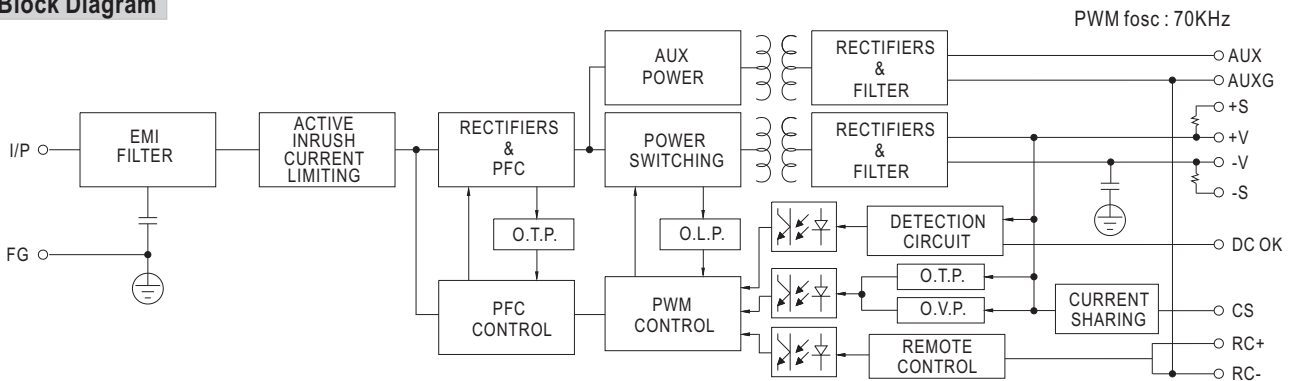 Block Diagram
PWM fosc : 70KHz
I/P
FG
EMI
FILTER
ACTIVE
INRUSH
CURRENT
LIMITING
RECTIFIERS
&
PFC
O.T.P.
PFC
CONTROL
AUX
POWER
POWER
SWITCHING
O.L.P.
PWM
CONTROL
RECTIFIERS
&
FILTER
RECTIFIERS
&
FILTER
DETECTION
CIRCUIT
O.T.P.
O.V.P.
CURRENT
SHARING
REMOTE
CONTROL
AUX
AUXG
+S
+V
-V
-S
DC OK
CS
RC+
RC-